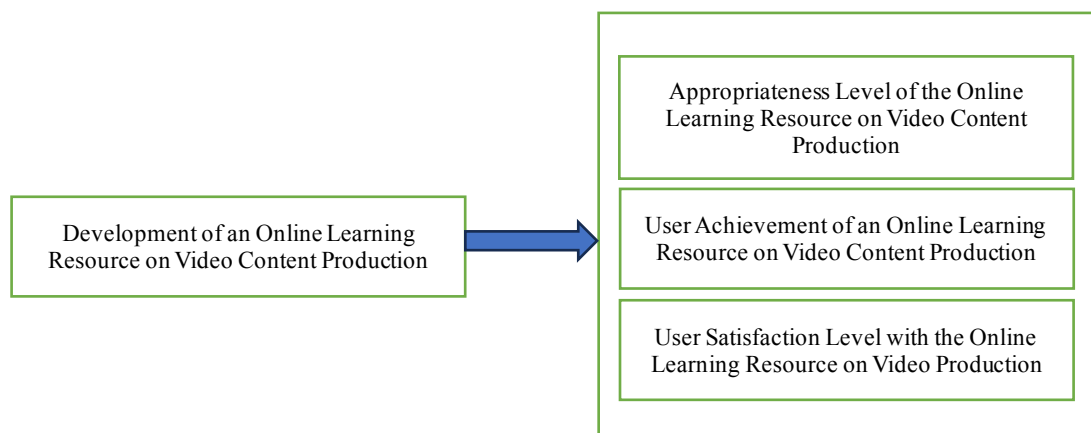 Development of an Online Learning
Resource on Video Content Production
Appropriateness Level of the Online
Learning Resource on Video Content
Production
User Achievement of an Online Learning
Resource on Video Content Production
User Satisfaction Level with the Online
Learning Resource on Video Production